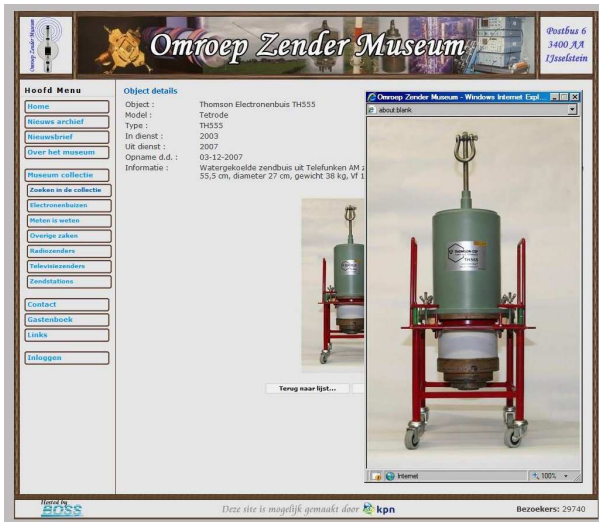 Omroep Zender Museum
Omroep Zender Museum
Postbus 6
3400 AA
IJsselstein
Hoofd Menu
Home
Nieuws archief
Nieuwsbrief
Over het museum
Museum collectie
Zoeken in de collectie
Electronenbuizen
Meten is weten
Overige zaken
Radiozenders
Televisiezenders
Zendstations
Contact
Gastenboek
Links
Inloggen
Object details
Object : Thomson Electronenbuis TH555
Model : Tetrode
Type : TH555
In dienst : 2003
Uit dienst : 2007
Opname d.d. : 03-12-2007
Informatie : Watergekoelde zendbuis uit Telefunken AM
55,5 cm, diameter 27 cm, gewicht 38 kg, Vf 1
Terug naar lijst...
Omroep Zender Museum - Windows Internet Expl...
about:blank
Internet
100%
Hosted by
BOSS
Deze site is mogelijk gemaakt door kpn
Bezoekers: 29740